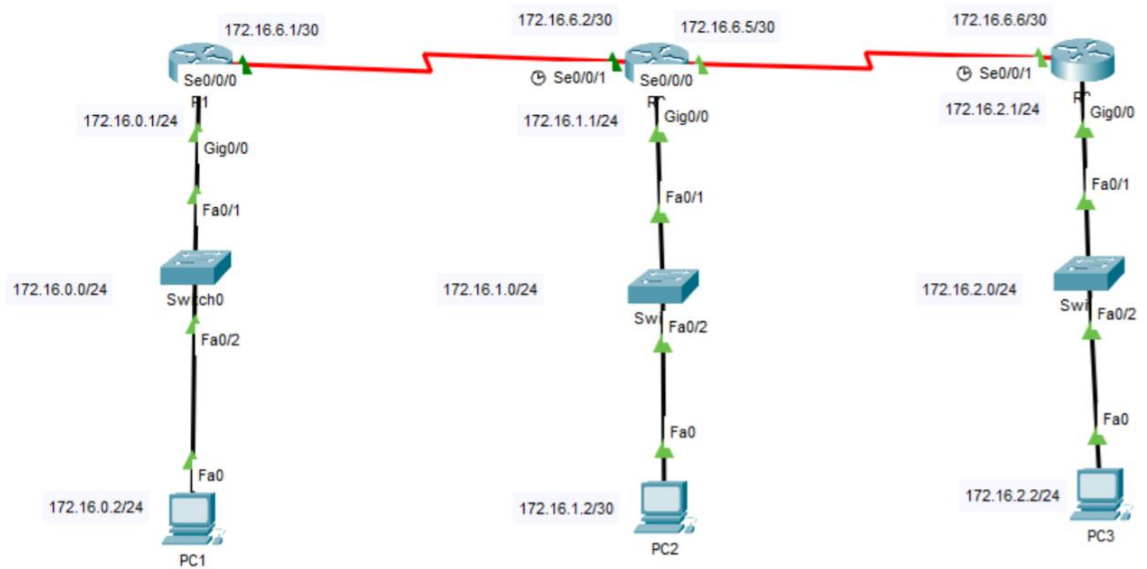 172.16.6.1/30
172.16.6.2/30
172.16.6.5/30
172.16.6.6/30
Se0/0/0
Se0/0/1
Se0/0/0
Se0/0/1
172.16.0.1/24
Gig0/0
172.16.1.1/24
Gig0/0
172.16.2.1/24
Gig0/0
Fa0/1
Fa0/1
Fa0/1
172.16.0.0/24
Switch0
172.16.1.0/24
172.16.2.0/24
Fa0/2
Fa0/2
Fa0/2
Fa0
Fa0
Fa0
172.16.0.2/24
172.16.1.2/30
172.16.2.2/24
PC1
PC2
PC3